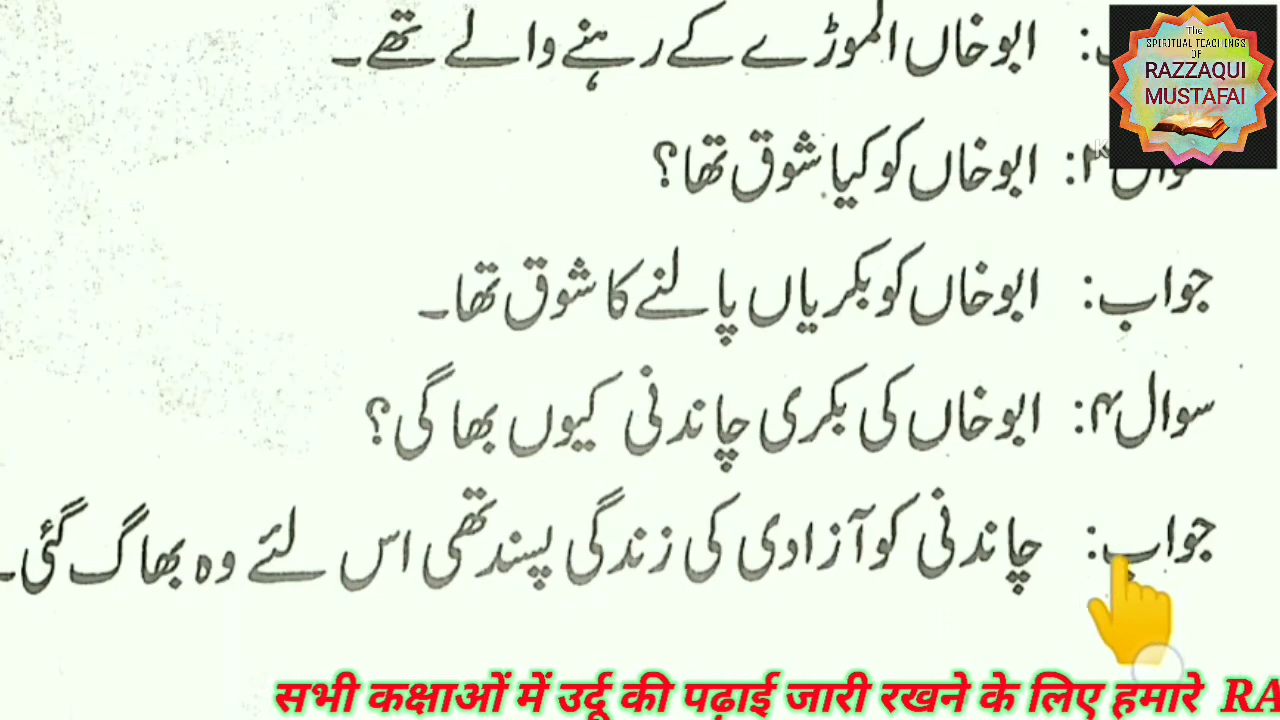 ابوخاں الموڑے کے رہنے والے تھے۔
The
SPIRITUAL TEACHINGS
OF
RAZZAQUI
MUSTAFAI
ابوخاں کو کیا شوق تھا؟
جواب: ابوخاں کو بکریاں پالنے کا شوق تھا۔
سوال۴: ابوخاں کی بکری چاندنی کیوں بھاگی؟
جواب: چاندنی کو آزادی کی زندگی پسند تھی اس لئے وہ بھاگ گئی۔
सभी कक्षाओं में उर्दू की पढ़ाई जारी रखने के लिए हमारे RA